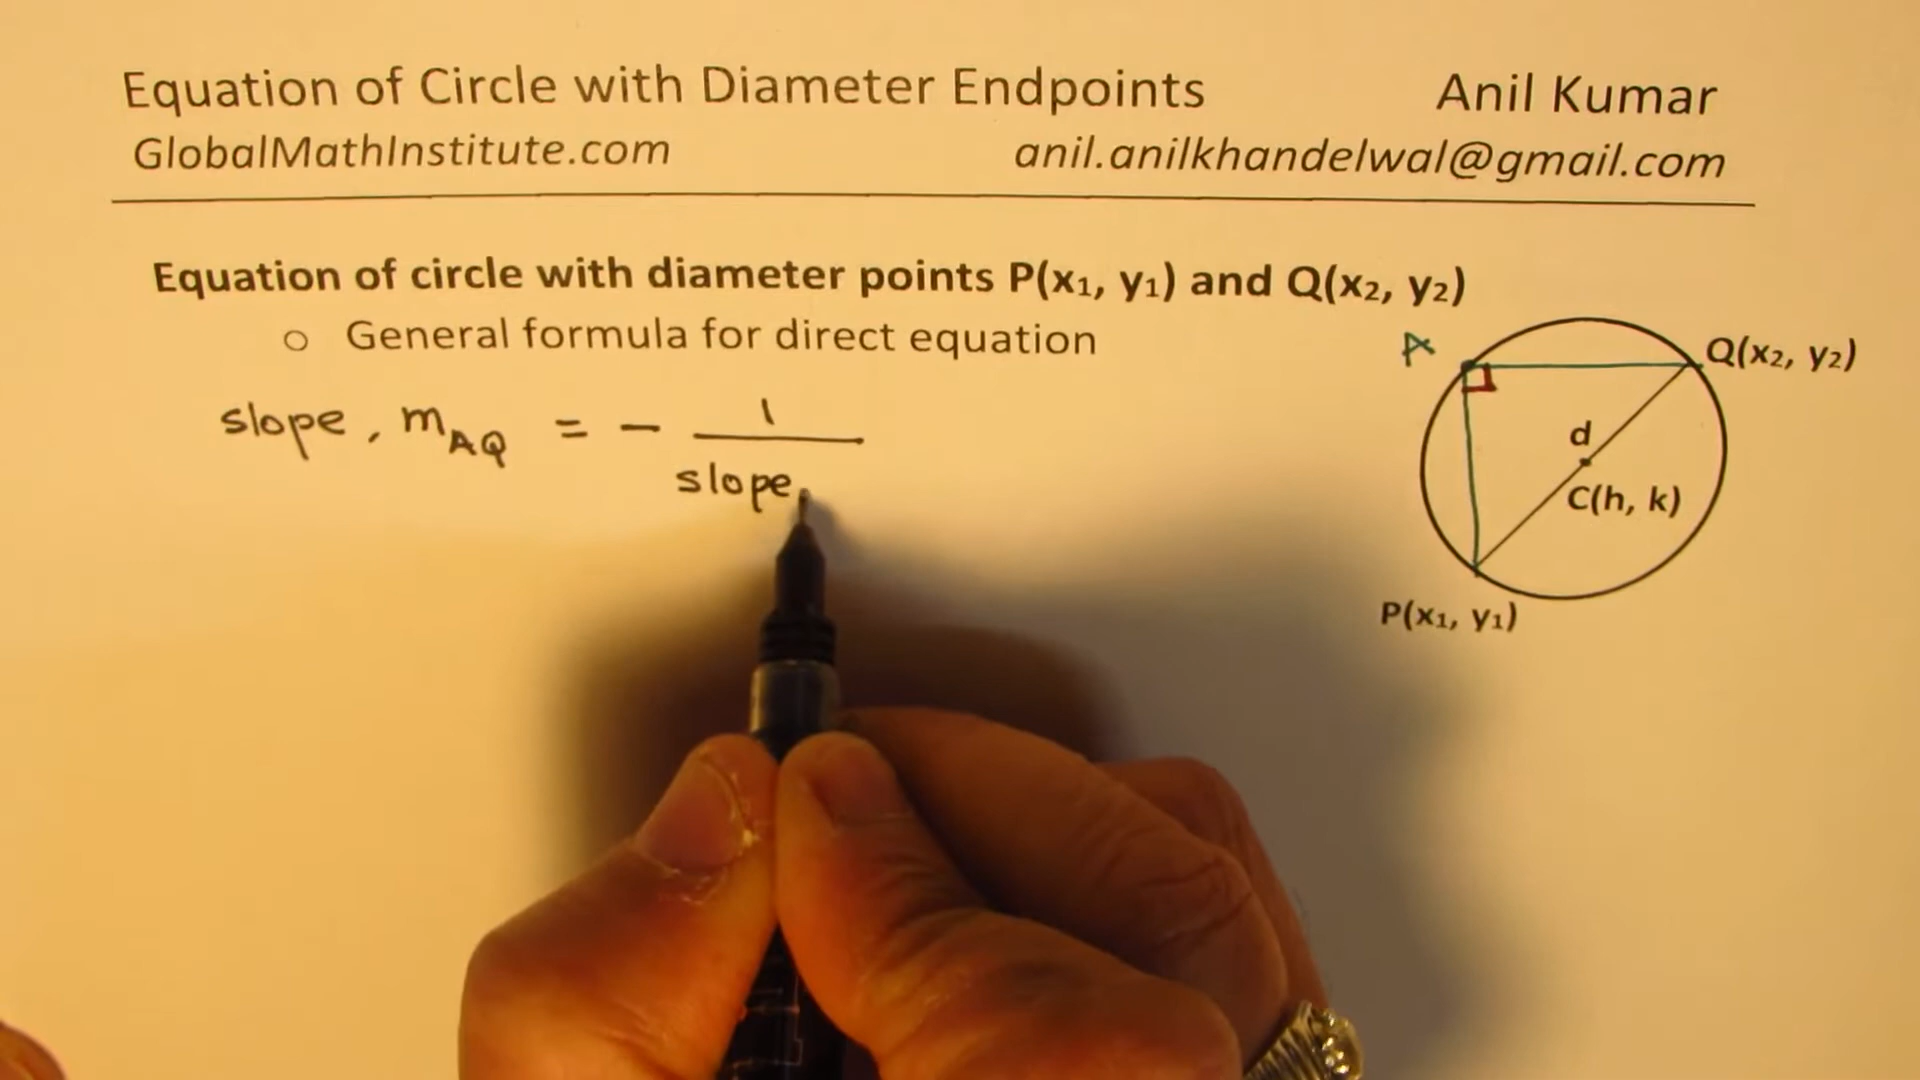 Equation of Circle with Diameter Endpoints Anil Kumar
GlobalMathInstitute.com anil.anilkhandelwal@gmail.com
Equation of circle with diameter points P(x₁, y₁) and Q(x₂, y₂)
○ General formula for direct equation
A
Q(x₂, y₂)
slope, m_AQ = - 1
slope,
d
C(h, k)
P(x₁, y₁)